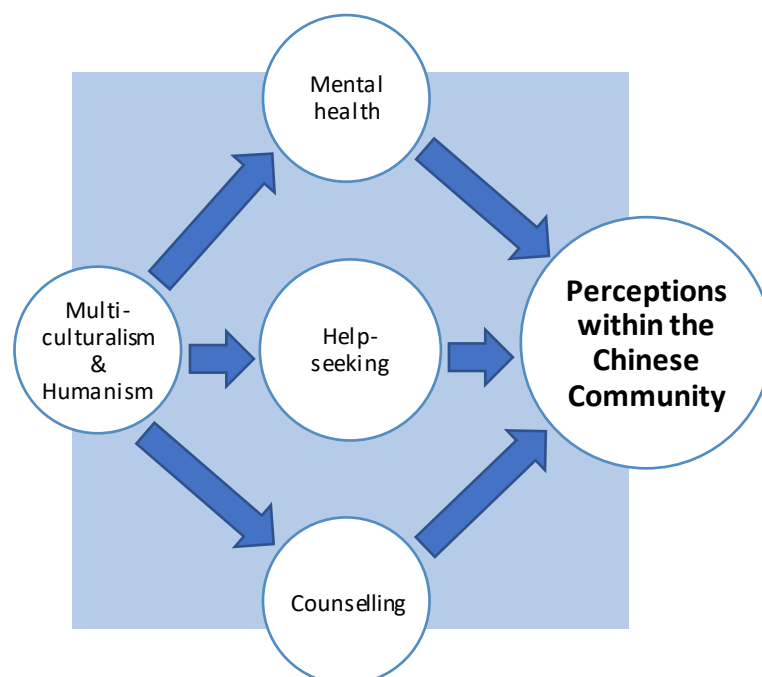 Mental
health
Multi-
culturalism
&
Humanism
Help-
seeking
Perceptions
within the
Chinese
Community
Counselling